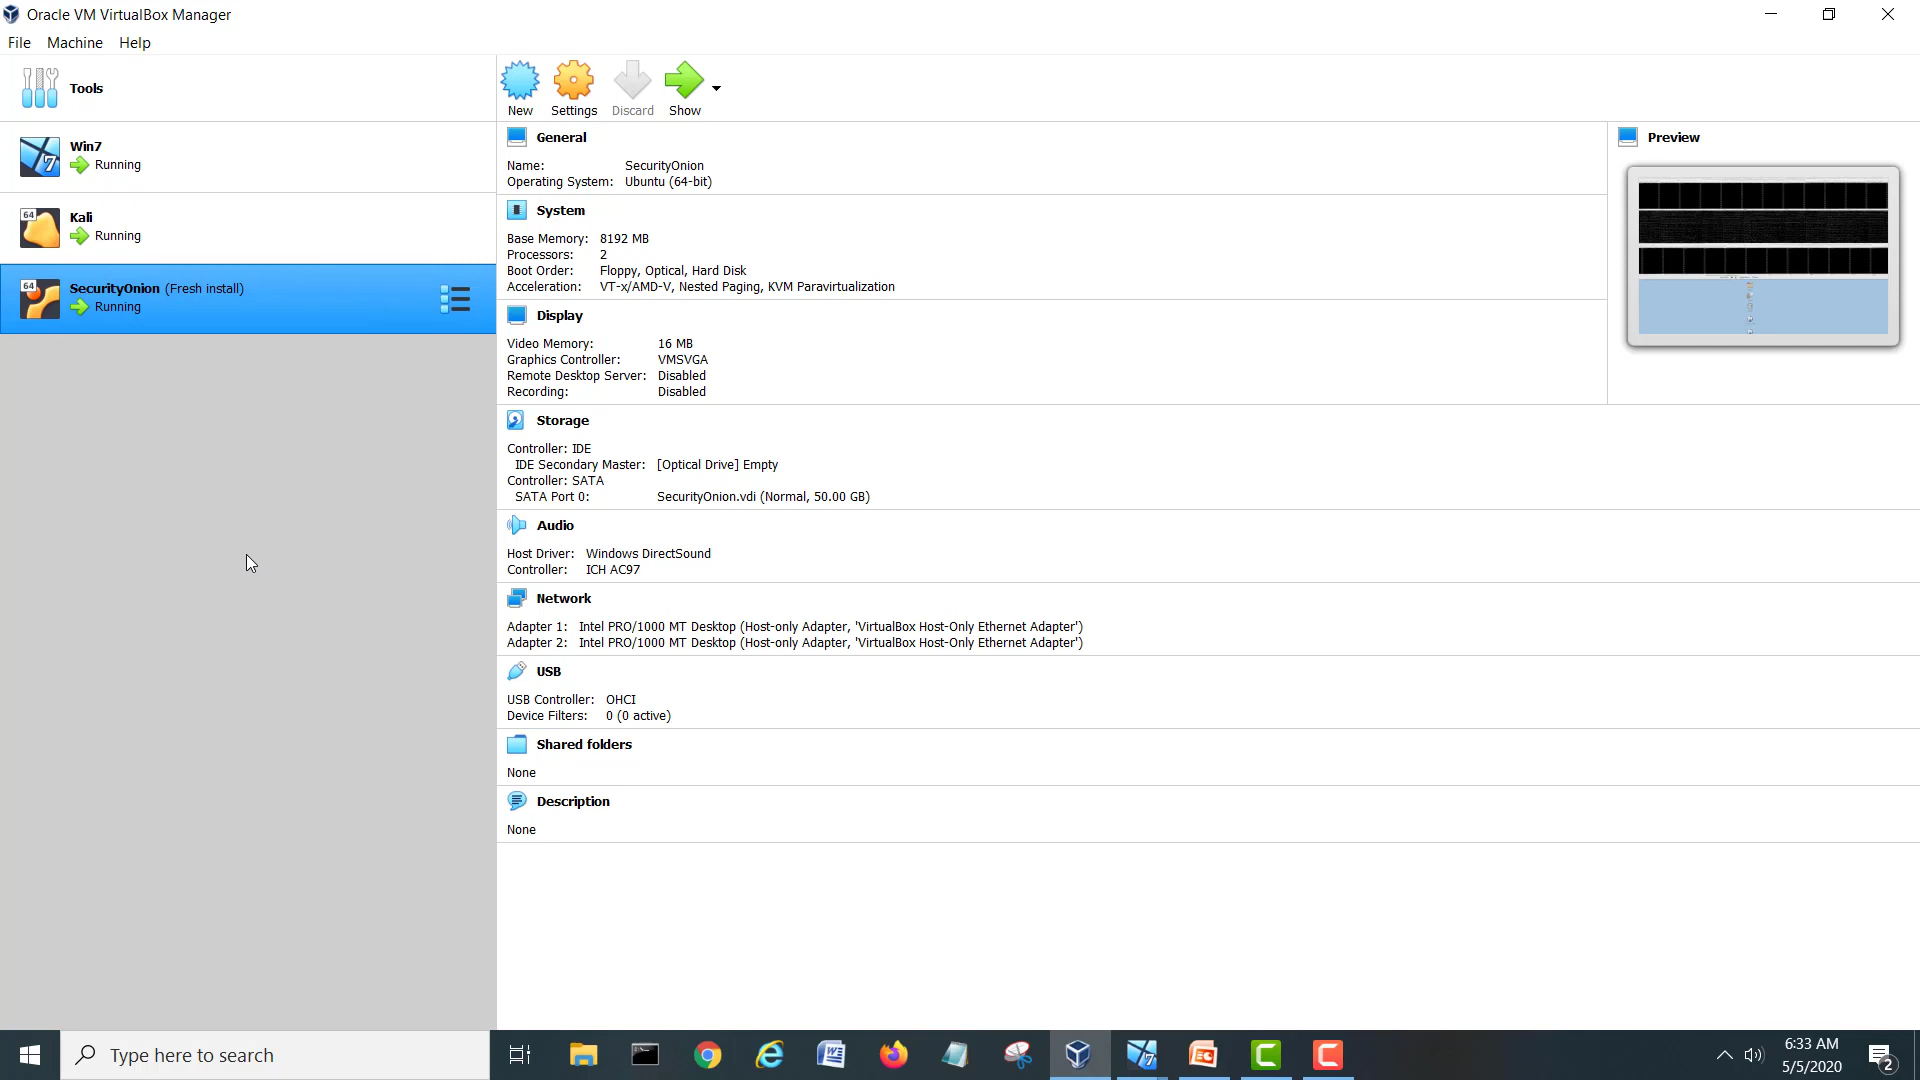 Oracle VM VirtualBox Manager
File Machine Help
Tools
Win7
Running
64
Kali
Running
64
SecurityOnion (Fresh install)
Running
New Settings Discard Show
General
Name: SecurityOnion
Operating System: Ubuntu (64-bit)
System
Base Memory: 8192 MB
Processors: 2
Boot Order: Floppy, Optical, Hard Disk
Acceleration: VT-x/AMD-V, Nested Paging, KVM Paravirtualization
Display
Video Memory: 16 MB
Graphics Controller: VMSVGA
Remote Desktop Server: Disabled
Recording: Disabled
Preview
Storage
Controller: IDE
IDE Secondary Master: [Optical Drive] Empty
Controller: SATA
SATA Port 0: SecurityOnion.vdi (Normal, 50.00 GB)
Audio
Host Driver: Windows DirectSound
Controller: ICH AC97
Network
Adapter 1: Intel PRO/1000 MT Desktop (Host-only Adapter, 'VirtualBox Host-Only Ethernet Adapter')
Adapter 2: Intel PRO/1000 MT Desktop (Host-only Adapter, 'VirtualBox Host-Only Ethernet Adapter')
USB
USB Controller: OHCI
Device Filters: 0 (0 active)
Shared folders
None
Description
None
Type here to search
6:33 AM
5/5/2020
2